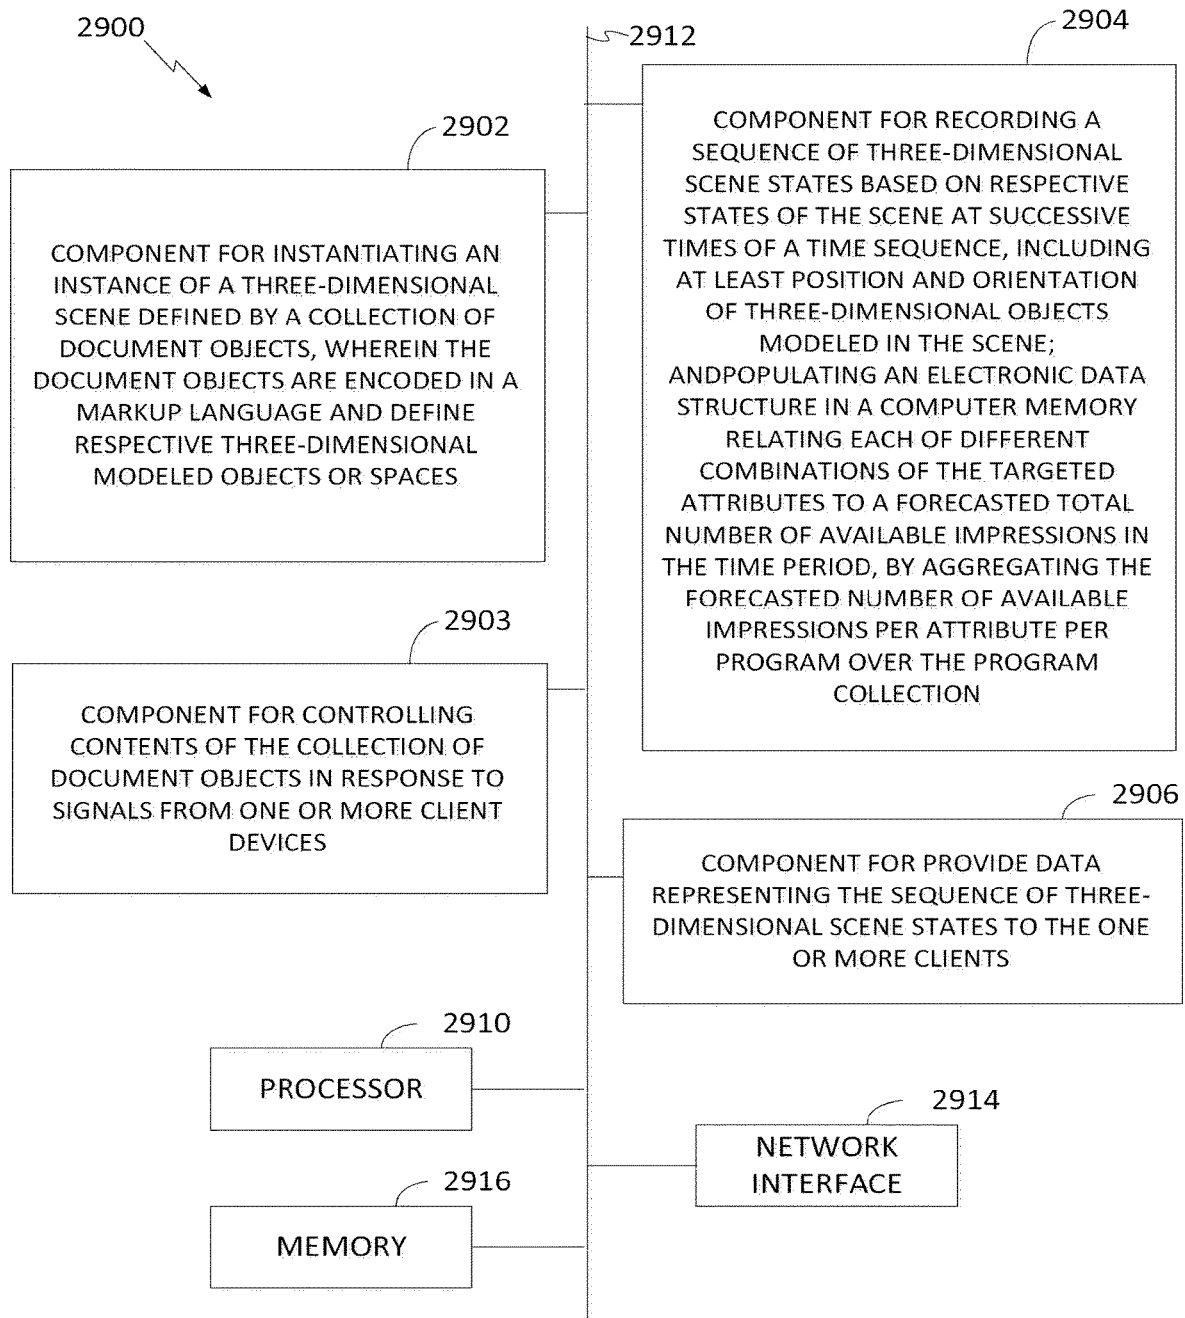 2900
2912
2904
COMPONENT FOR RECORDING A
SEQUENCE OF THREE-DIMENSIONAL
SCENE STATES BASED ON RESPECTIVE
STATES OF THE SCENE AT SUCCESSIVE
TIMES OF A TIME SEQUENCE, INCLUDING
AT LEAST POSITION AND ORIENTATION
OF THREE-DIMENSIONAL OBJECTS
MODELED IN THE SCENE;
ANDPOPULATING AN ELECTRONIC DATA
STRUCTURE IN A COMPUTER MEMORY
RELATING EACH OF DIFFERENT
COMBINATIONS OF THE TARGETED
ATTRIBUTES TO A FORECASTED TOTAL
NUMBER OF AVAILABLE IMPRESSIONS IN
THE TIME PERIOD, BY AGGREGATING THE
FORECASTED NUMBER OF AVAILABLE
IMPRESSIONS PER ATTRIBUTE PER
PROGRAM OVER THE PROGRAM
COLLECTION
2902
COMPONENT FOR INSTANTIATING AN
INSTANCE OF A THREE-DIMENSIONAL
SCENE DEFINED BY A COLLECTION OF
DOCUMENT OBJECTS, WHEREIN THE
DOCUMENT OBJECTS ARE ENCODED IN A
MARKUP LANGUAGE AND DEFINE
RESPECTIVE THREE-DIMENSIONAL
MODELED OBJECTS OR SPACES
2903
COMPONENT FOR CONTROLLING
CONTENTS OF THE COLLECTION OF
DOCUMENT OBJECTS IN RESPONSE TO
SIGNALS FROM ONE OR MORE CLIENT
DEVICES
2906
COMPONENT FOR PROVIDE DATA
REPRESENTING THE SEQUENCE OF THREE-
DIMENSIONAL SCENE STATES TO THE ONE
OR MORE CLIENTS
2910
PROCESSOR
2914
NETWORK
INTERFACE
2916
MEMORY